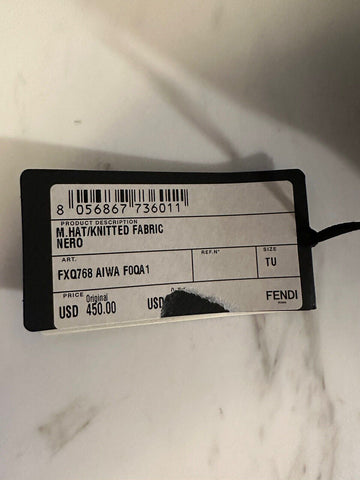 8 056867 736011
PRODUCT DESCRIPTION
M.HAT/KNITTED FABRIC
NERO
ART.
REF.N°
SIZE
FXQ768 AIWA F0QA1
TU
PRICE
Original
USD 450.00
USD
FENDI
ROMA